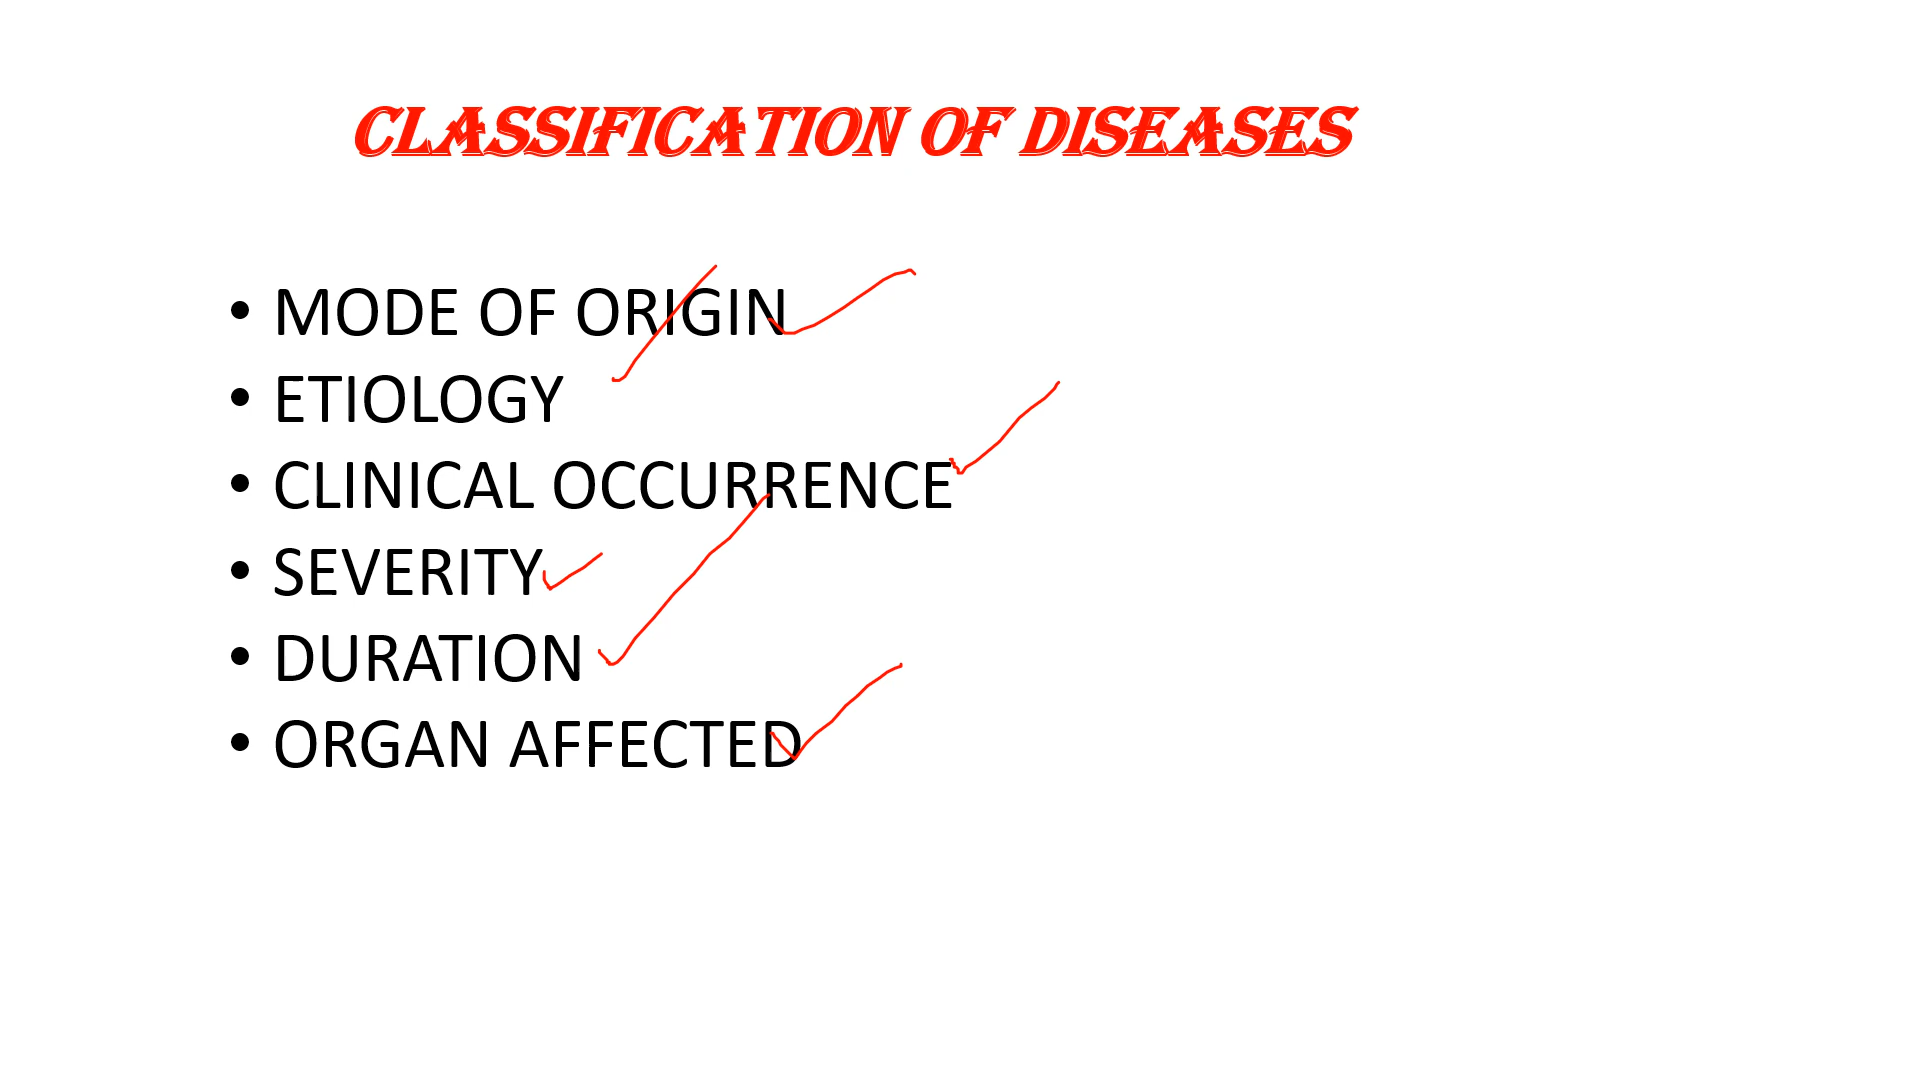 CLASSIFICATION OF DISEASES
• MODE OF ORIGIN
• ETIOLOGY
• CLINICAL OCCURRENCE
• SEVERITY
• DURATION
• ORGAN AFFECTED